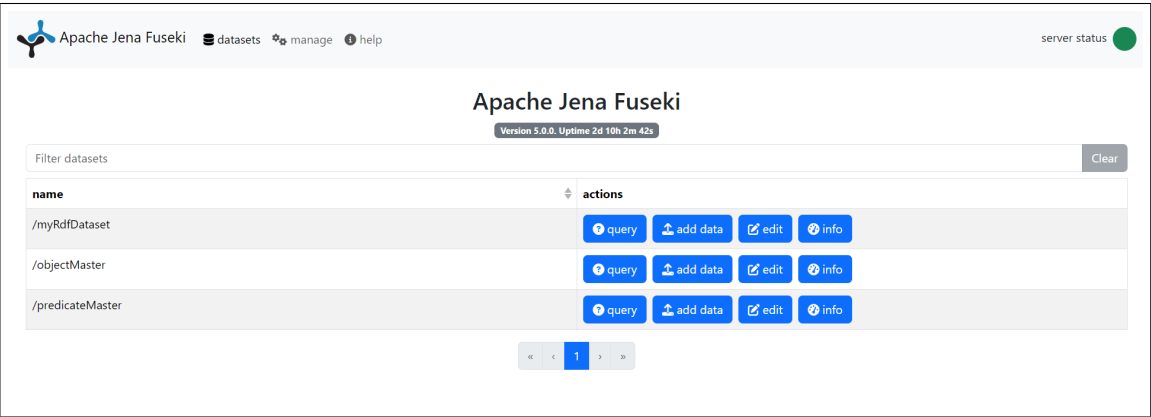 Apache Jena Fuseki datasets manage help server status
Apache Jena Fuseki
Version 5.0.0. Uptime 2d 10h 2m 42s
Filter datasets Clear
name actions
/myRdfDataset query add data edit info
/objectMaster query add data edit info
/predicateMaster query add data edit info
« ‹ 1 › »